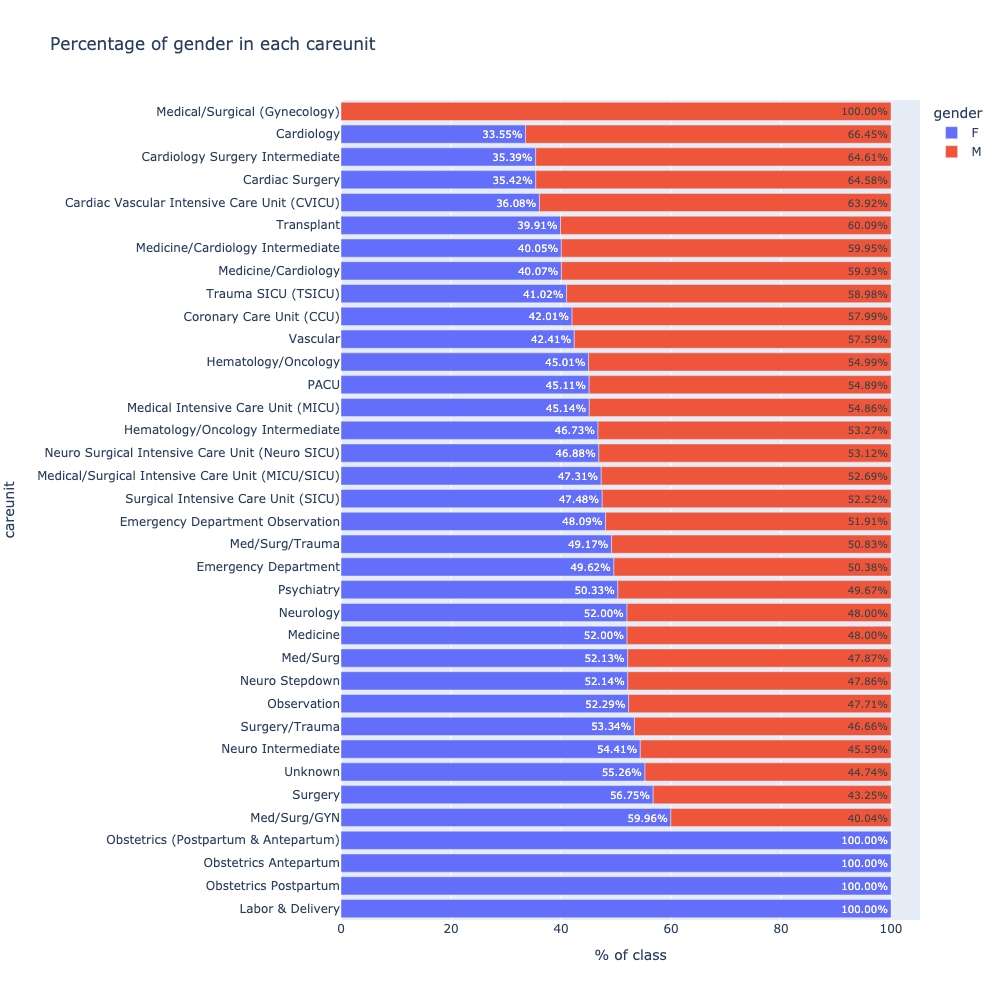 Percentage of gender in each careunit
gender
F
M
careunit
Medical/Surgical (Gynecology) 100.00%
Cardiology 33.55% 66.45%
Cardiology Surgery Intermediate 35.39% 64.61%
Cardiac Surgery 35.42% 64.58%
Cardiac Vascular Intensive Care Unit (CVICU) 36.08% 63.92%
Transplant 39.91% 60.09%
Medicine/Cardiology Intermediate 40.05% 59.95%
Medicine/Cardiology 40.07% 59.93%
Trauma SICU (TSICU) 41.02% 58.98%
Coronary Care Unit (CCU) 42.01% 57.99%
Vascular 42.41% 57.59%
Hematology/Oncology 45.01% 54.99%
PACU 45.11% 54.89%
Medical Intensive Care Unit (MICU) 45.14% 54.86%
Hematology/Oncology Intermediate 46.73% 53.27%
Neuro Surgical Intensive Care Unit (Neuro SICU) 46.88% 53.12%
Medical/Surgical Intensive Care Unit (MICU/SICU) 47.31% 52.69%
Surgical Intensive Care Unit (SICU) 47.48% 52.52%
Emergency Department Observation 48.09% 51.91%
Med/Surg/Trauma 49.17% 50.83%
Emergency Department 49.62% 50.38%
Psychiatry 50.33% 49.67%
Neurology 52.00% 48.00%
Medicine 52.00% 48.00%
Med/Surg 52.13% 47.87%
Neuro Stepdown 52.14% 47.86%
Observation 52.29% 47.71%
Surgery/Trauma 53.34% 46.66%
Neuro Intermediate 54.41% 45.59%
Unknown 55.26% 44.74%
Surgery 56.75% 43.25%
Med/Surg/GYN 59.96% 40.04%
Obstetrics (Postpartum & Antepartum) 100.00%
Obstetrics Antepartum 100.00%
Obstetrics Postpartum 100.00%
Labor & Delivery 100.00%
0 20 40 60 80 100
% of class